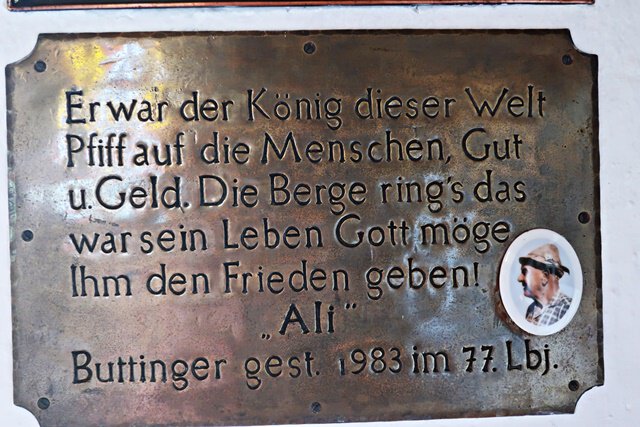 Er war der König dieser Welt
Pfiff auf die Menschen, Gut
u. Geld. Die Berge ring's das
war sein Leben Gott möge
Ihm den Frieden geben!
„Ali"
Buttinger gest. 1983 im 77. Lbj.